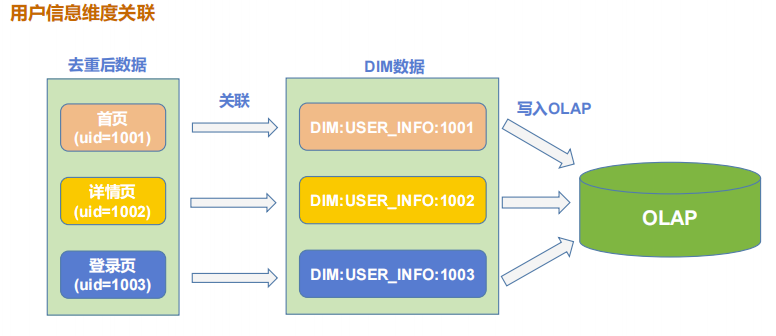 用户信息维度关联
去重后数据
DIM数据
首页
(uid=1001)
关联
DIM:USER_INFO:1001
写入OLAP
详情页
(uid=1002)
DIM:USER_INFO:1002
OLAP
登录页
(uid=1003)
DIM:USER_INFO:1003